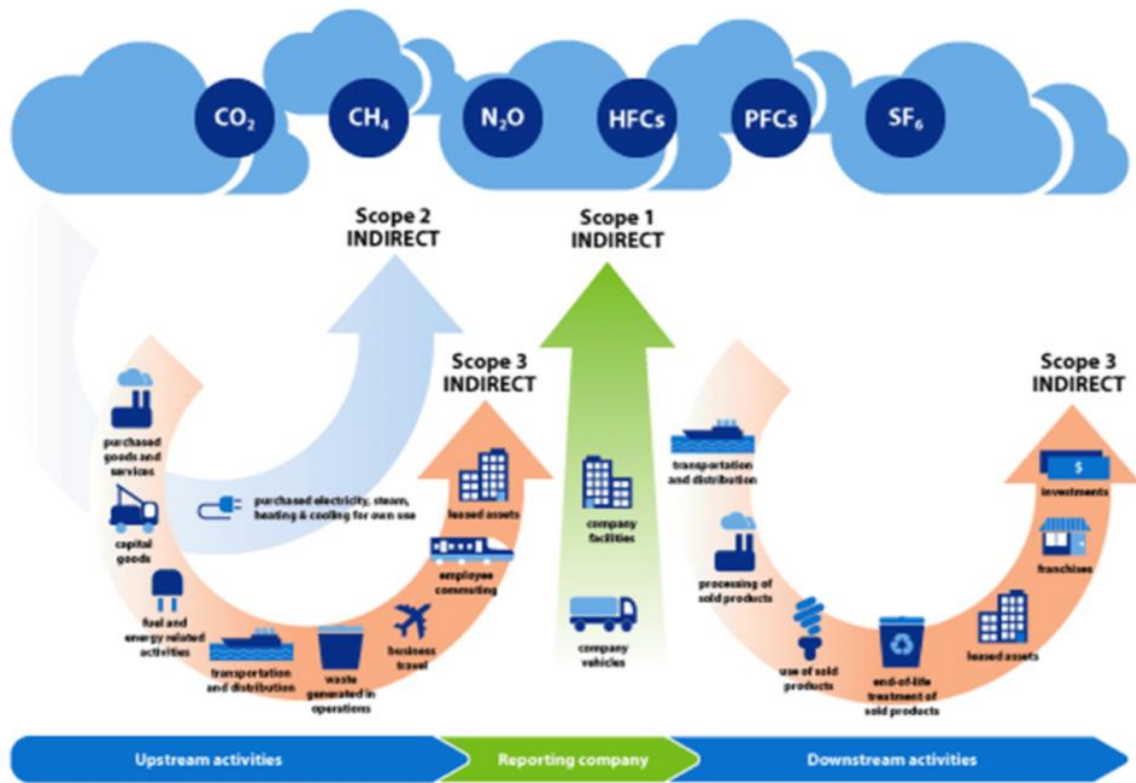 CO₂
CH₄
N₂O
HFCs
PFCs
SF₆
Scope 2
INDIRECT
Scope 1
INDIRECT
Scope 3
INDIRECT
Scope 3
INDIRECT
purchased
goods and
services
capital
goods
fuel and
energy related
activities
transportation
and distribution
waste
generated in
operations
business
travel
employee
commuting
leased assets
purchased electricity, steam,
heating & cooling for own use
company
facilities
company
vehicles
transportation
and distribution
processing of
sold products
use of sold
products
end-of-life
treatment of
sold products
leased assets
franchises
$
investments
Upstream activities
Reporting company
Downstream activities